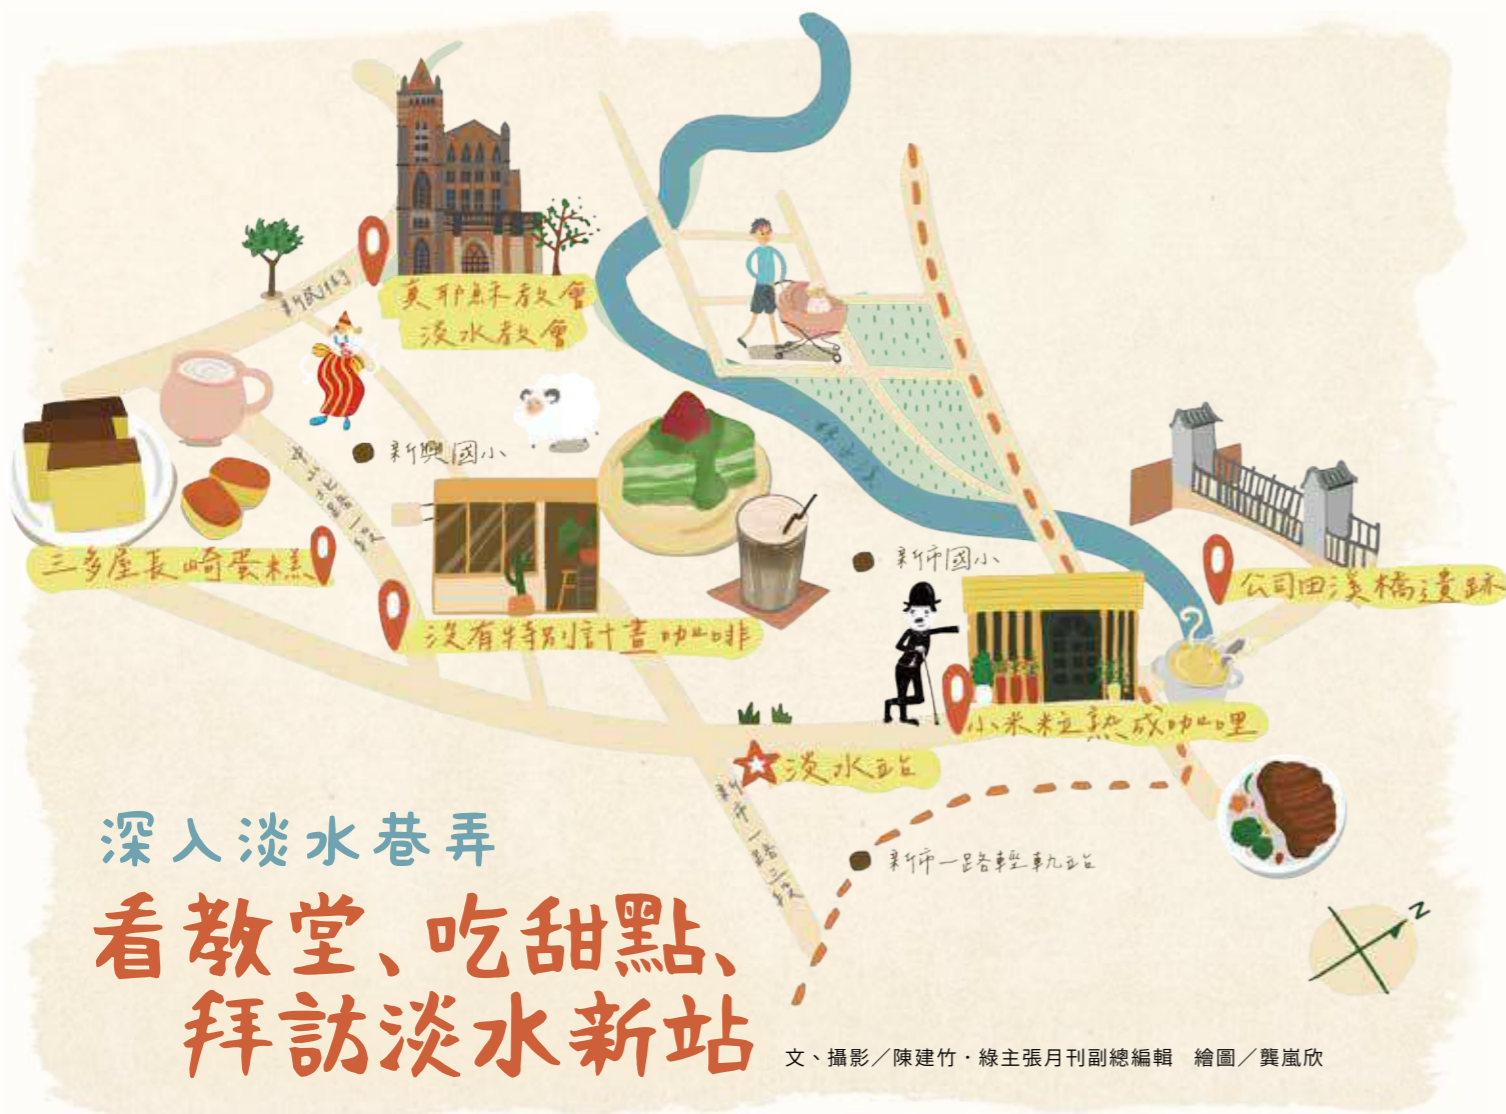 新民街
真耶穌教會
淡水教會
新興國小
中山北路一段
三多屋長崎蛋糕
沒有特別計畫咖啡
新市國小
公司田溪橋遺跡
小米粒熟成咖哩
淡水站
新市一路三段
新市一路輕軌站
N
深入淡水巷弄
看教堂、吃甜點、
拜訪淡水新站
文、攝影／陳建竹・綠主張月刊副總編輯 繪圖／龔嵐欣